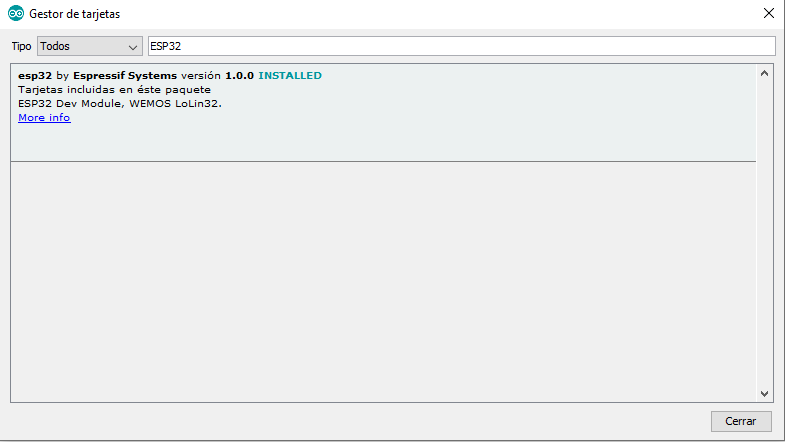 Gestor de tarjetas
Tipo Todos ESP32
esp32 by Espressif Systems versión 1.0.0 INSTALLED
Tarjetas incluidas en éste paquete
ESP32 Dev Module, WEMOS LoLin32.
More info
Cerrar